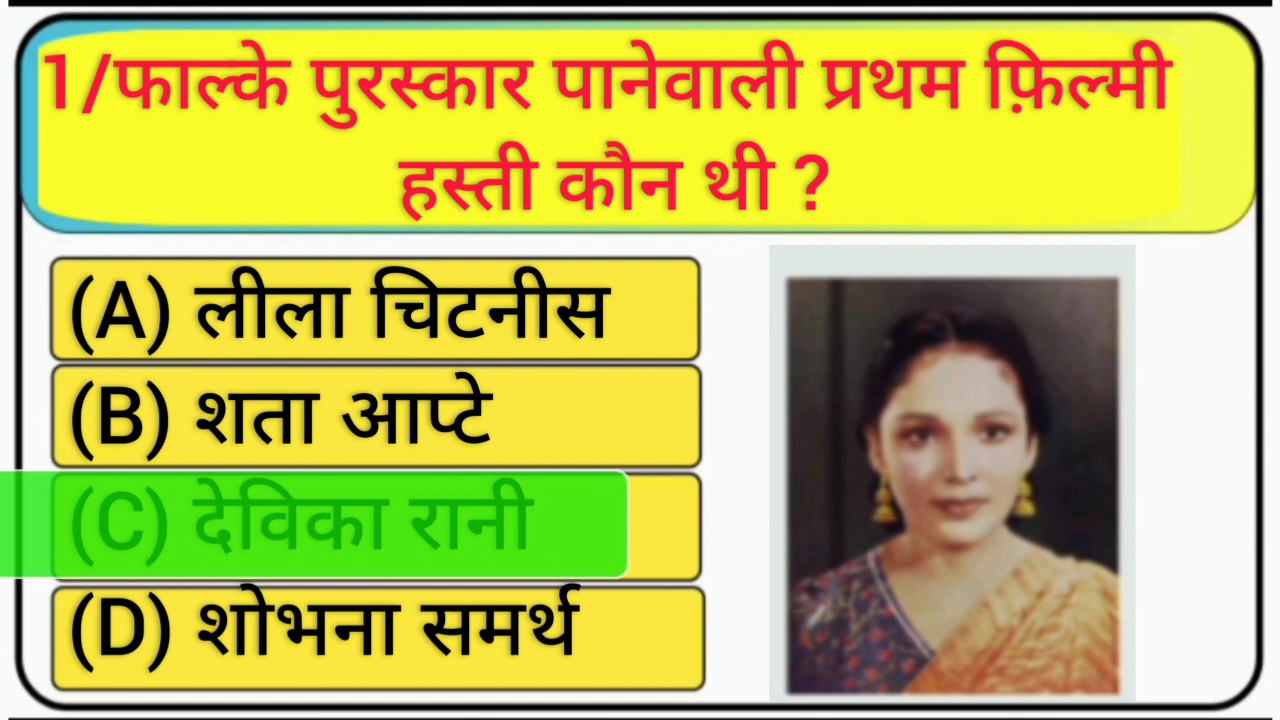 1/फाल्के पुरस्कार पानेवाली प्रथम फ़िल्मी
हस्ती कौन थी ?
(A) लीला चिटनीस
(B) शता आप्टे
(C) देविका रानी
(D) शोभना समर्थ